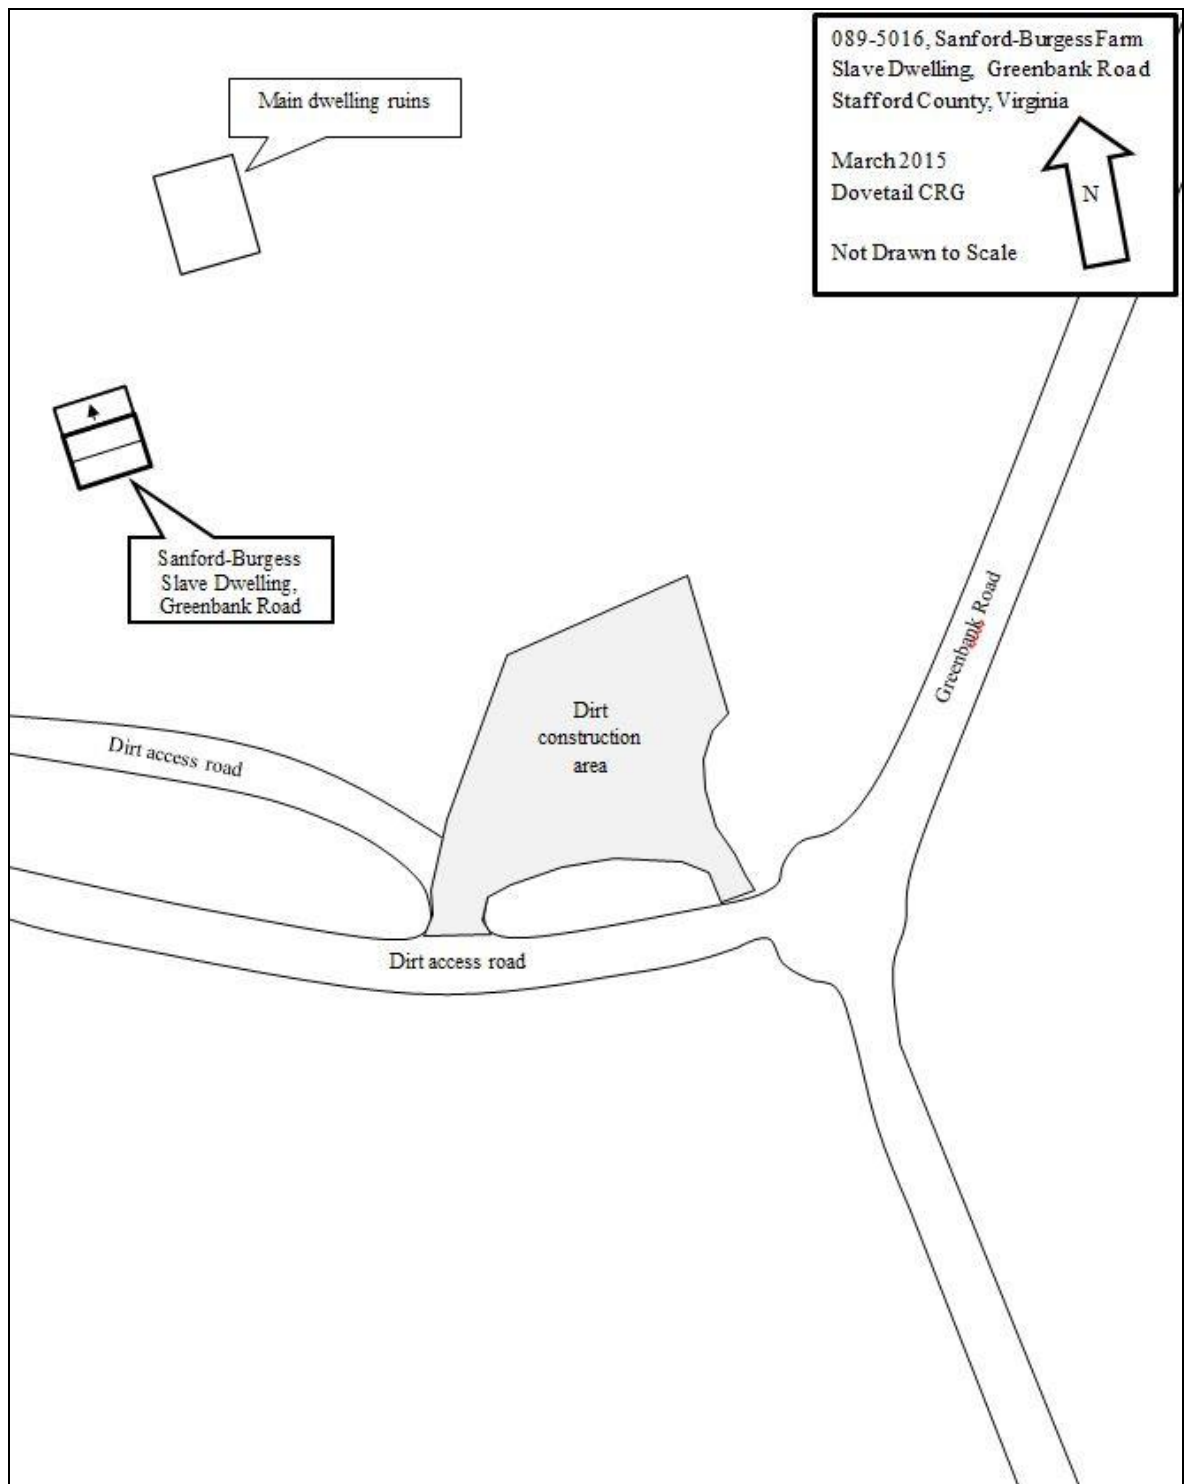 089-5016, Sanford-Burgess Farm
Slave Dwelling, Greenbank Road
Stafford County, Virginia
March 2015
Dovetail CRG
Not Drawn to Scale
N
Main dwelling ruins
Sanford-Burgess
Slave Dwelling,
Greenbank Road
Greenbank Road
Dirt
construction
area
Dirt access road
Dirt access road